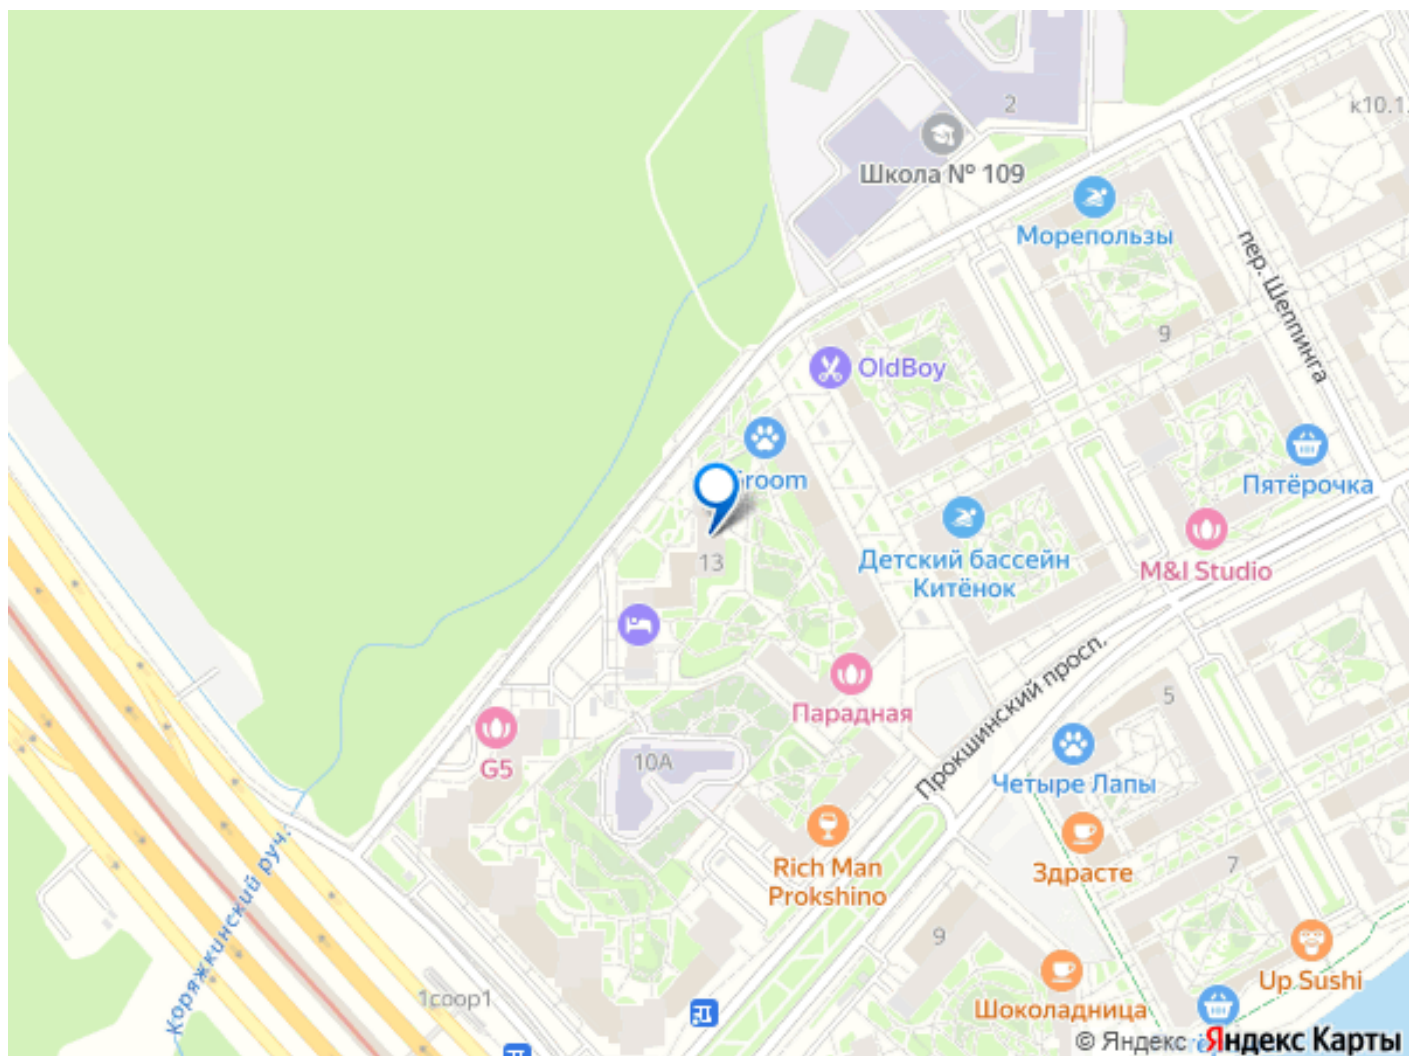 2
к10.1.
Школа № 109
Морепользы
пер. Шеппинга
9
OldBoy
Groom
Пятёрочка
13
Детский бассейн
Китёнок
M&I Studio
Прокшинский просп.
5
Парадная
10А
G5
Четыре Лапы
Rich Man
Prokshino
Здрасте
7
Коряжкинский руч.
9
Up Sushi
1соор1
Шоколадница
© Яндекс Яндекс Карты